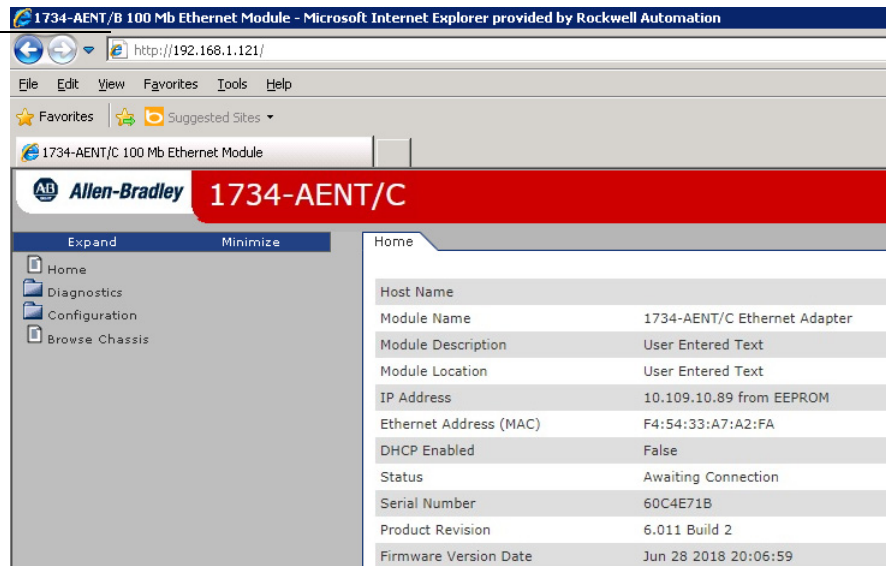 1734-AENT/B 100 Mb Ethernet Module - Microsoft Internet Explorer provided by Rockwell Automation
http://192.168.1.121/
File Edit View Favorites Tools Help
Favorites Suggested Sites
1734-AENT/C 100 Mb Ethernet Module
AB Allen-Bradley 1734-AENT/C
Expand Minimize
Home
Home
Diagnostics
Configuration
Browse Chassis
Host Name
Module Name 1734-AENT/C Ethernet Adapter
Module Description User Entered Text
Module Location User Entered Text
IP Address 10.109.10.89 from EEPROM
Ethernet Address (MAC) F4:54:33:A7:A2:FA
DHCP Enabled False
Status Awaiting Connection
Serial Number 60C4E71B
Product Revision 6.011 Build 2
Firmware Version Date Jun 28 2018 20:06:59